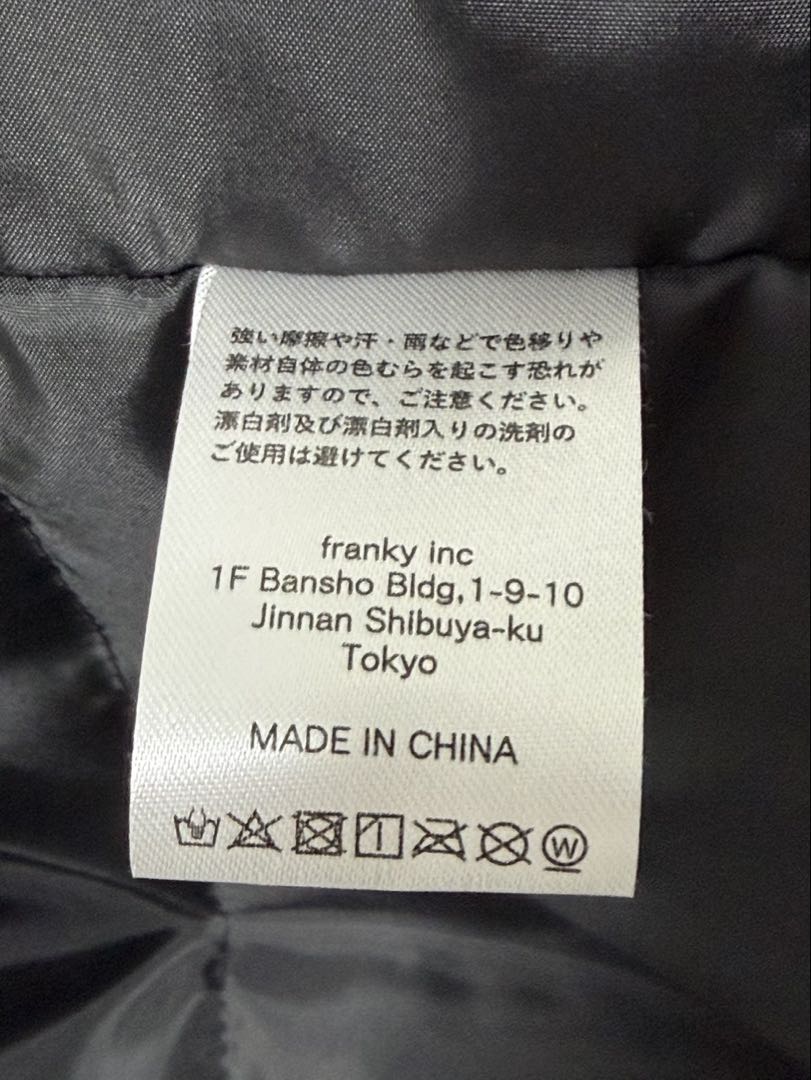 強い摩擦や汗・雨などで色移りや
素材自体の色むらを起こす恐れが
ありますので、ご注意ください。
漂白剤及び漂白剤入りの洗剤の
ご使用は避けてください。
franky inc
1F Bansho Bldg,1-9-10
Jinnan Shibuya-ku
Tokyo
MADE IN CHINA
W